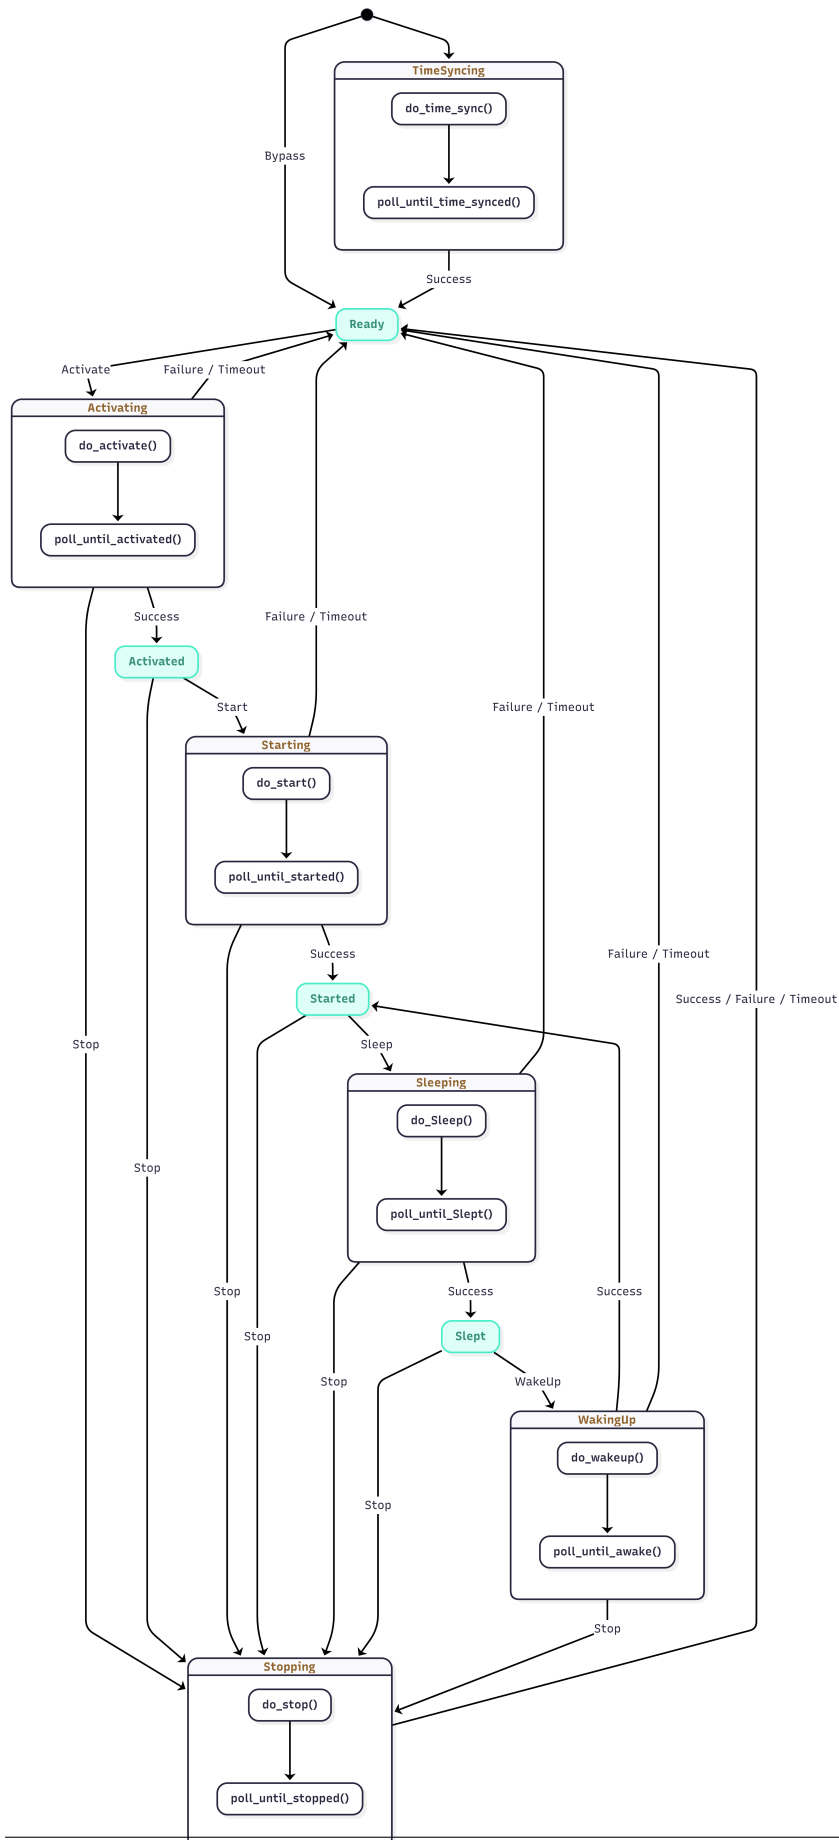 TimeSyncing
do_time_sync()
Bypass
poll_until_time_synced()
Success
Ready
Activate
Failure / Timeout
Activating
do_activate()
poll_until_activated()
Success
Failure / Timeout
Activated
Start
Failure / Timeout
Starting
do_start()
poll_until_started()
Success
Failure / Timeout
Started
Success / Failure / Timeout
Stop
Sleep
Sleeping
do_Sleep()
Stop
poll_until_Slept()
Stop
Success
Success
Stop
Slept
Stop
WakeUp
WakingUp
do_wakeup()
Stop
poll_until_awake()
Stop
Stopping
do_stop()
poll_until_stopped()